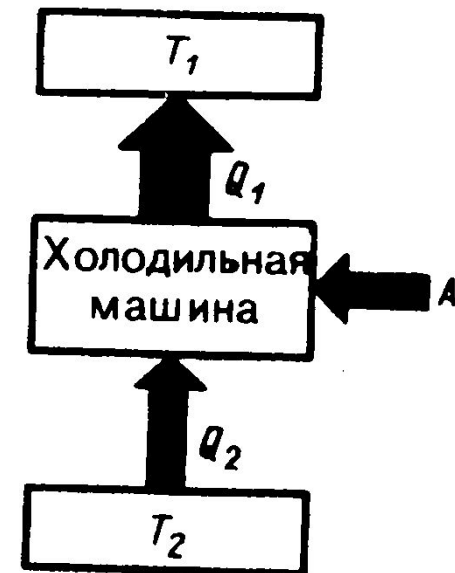 T₁
Q₁
Холодильная
машина
A
Q₂
T₂